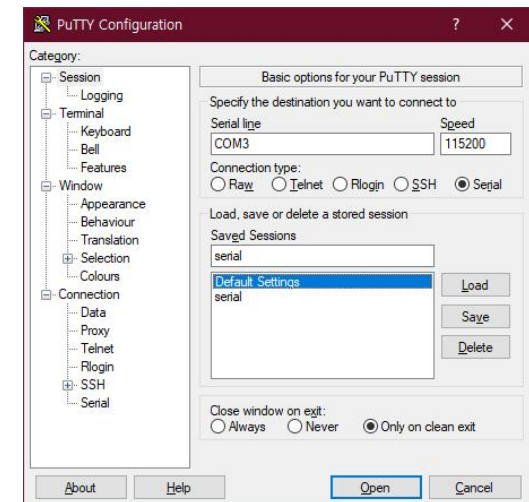 PuTTY Configuration
?
Category:
Session
Logging
Terminal
Keyboard
Bell
Features
Window
Appearance
Behaviour
Translation
Selection
Colours
Connection
Data
Proxy
Telnet
Rlogin
SSH
Serial
Basic options for your PuTTY session
Specify the destination you want to connect to
Serial line Speed
COM3 115200
Connection type:
Raw Telnet Rlogin SSH Serial
Load, save or delete a stored session
Saved Sessions
serial
Default Settings
serial
Load
Save
Delete
Close window on exit:
Always Never Only on clean exit
About Help Open Cancel